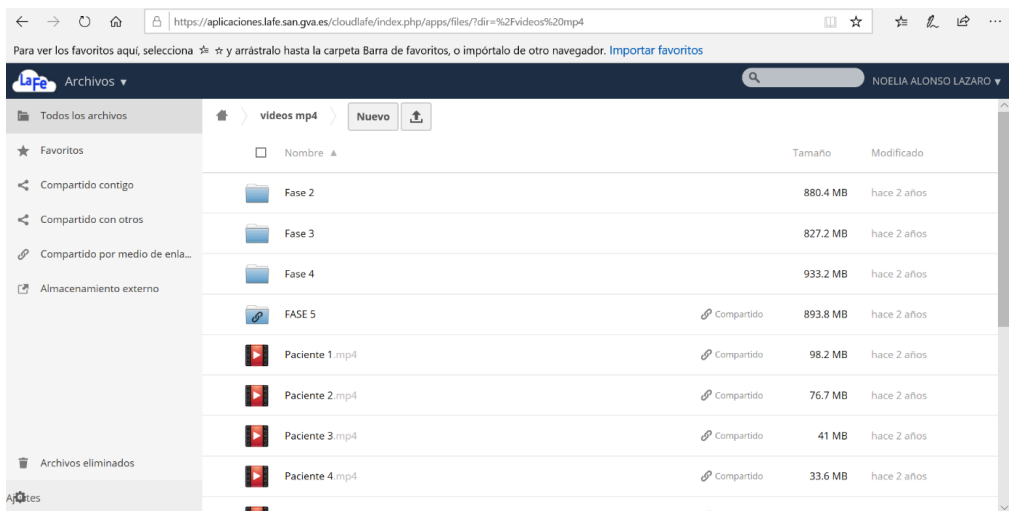 https://aplicaciones.lafe.san.gva.es/cloudlafe/index.php/apps/files/?dir=%2Fvideos%20mp4
Para ver los favoritos aquí, selecciona y arrástralo hasta la carpeta Barra de favoritos, o impórtalo de otro navegador. Importar favoritos
LaFe Archivos ▾ NOELIA ALONSO LAZARO ▾
Todos los archivos
Favoritos
Compartido contigo
Compartido con otros
Compartido por medio de enla...
Almacenamiento externo
Archivos eliminados
Ajustes
videos mp4 Nuevo
Nombre ▲ Tamaño Modificado
Fase 2 880.4 MB hace 2 años
Fase 3 827.2 MB hace 2 años
Fase 4 933.2 MB hace 2 años
FASE 5 Compartido 893.8 MB hace 2 años
Paciente 1.mp4 Compartido 98.2 MB hace 2 años
Paciente 2.mp4 Compartido 76.7 MB hace 2 años
Paciente 3.mp4 Compartido 41 MB hace 2 años
Paciente 4.mp4 Compartido 33.6 MB hace 2 años